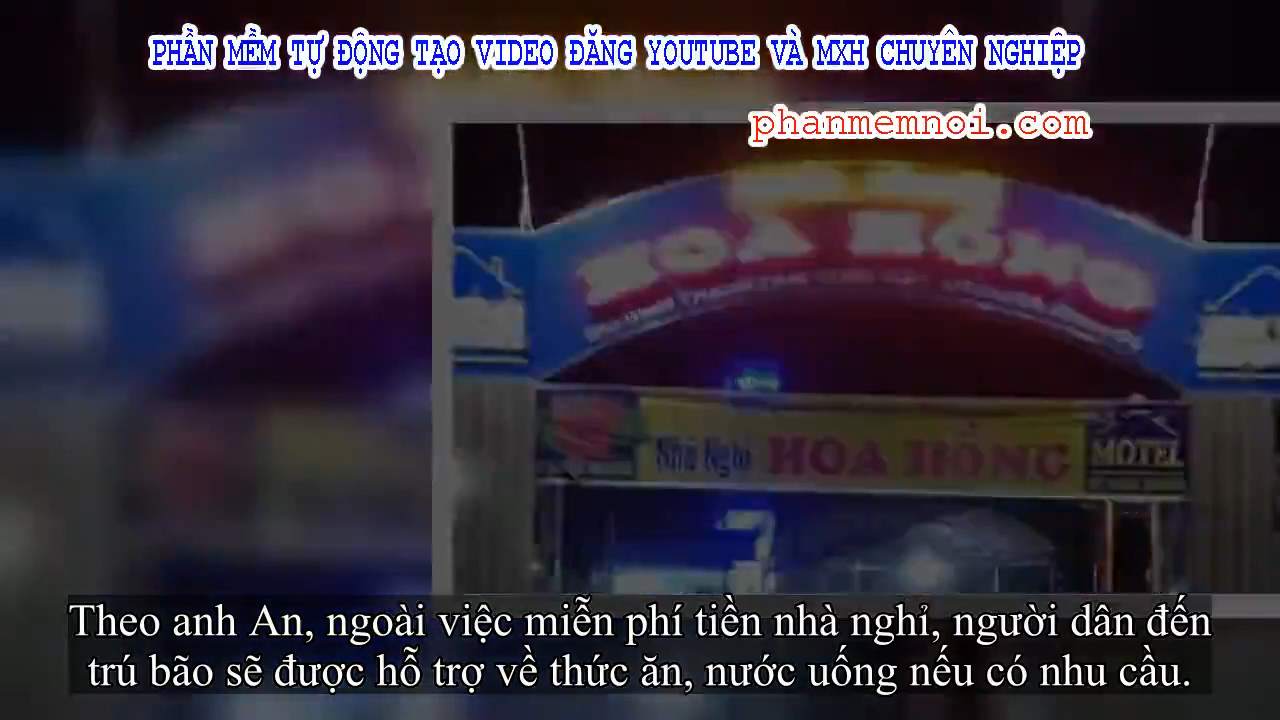 PHẦN MỀM TỰ ĐỘNG TẠO VIDEO ĐĂNG YOUTUBE VÀ MXH CHUYÊN NGHIỆP
phanmemnoi.com
HOA HỒNG
Nhà Nghỉ HOA HỒNG MOTEL
Theo anh An, ngoài việc miễn phí tiền nhà nghỉ, người dân đến
trú bão sẽ được hỗ trợ về thức ăn, nước uống nếu có nhu cầu.